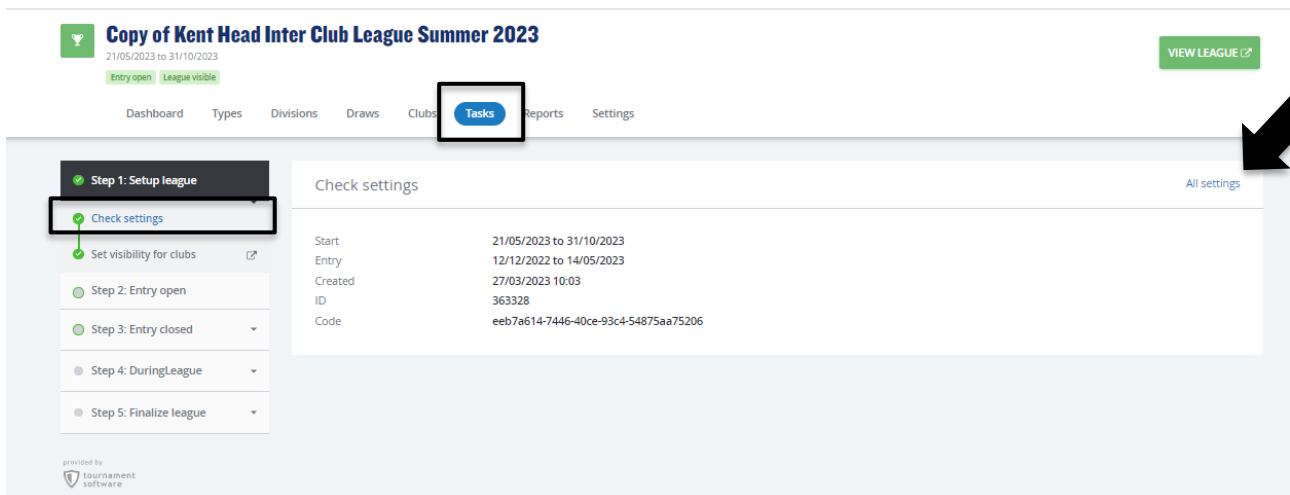 Copy of Kent Head Inter Club League Summer 2023
21/05/2023 to 31/10/2023
Entry open League visible
VIEW LEAGUE
Dashboard Types Divisions Draws Clubs Tasks Reports Settings
Step 1: Setup league
Check settings
Set visibility for clubs
Step 2: Entry open
Step 3: Entry closed
Step 4: DuringLeague
Step 5: Finalize league
Check settings All settings
Start 21/05/2023 to 31/10/2023
Entry 12/12/2022 to 14/05/2023
Created 27/03/2023 10:03
ID 363328
Code eeb7a614-7446-40ce-93c4-54875aa75206
provided by
tournament
software